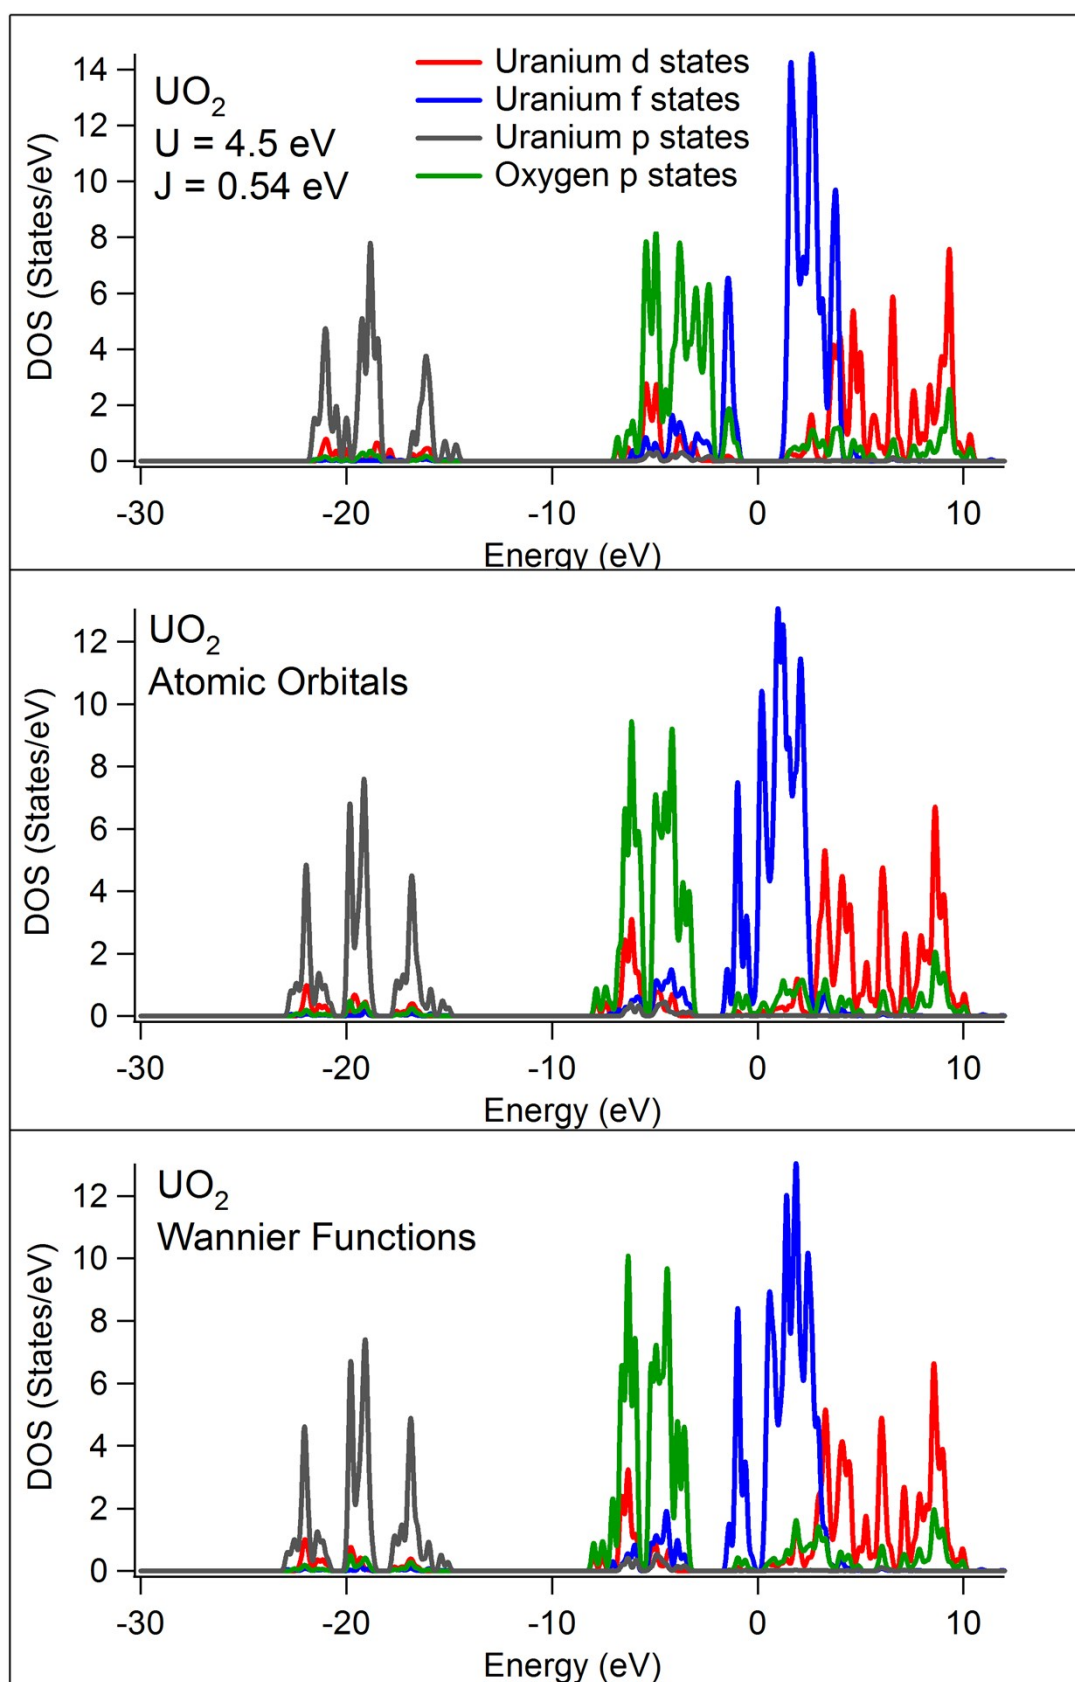 Uranium d states
Uranium f states
Uranium p states
Oxygen p states
UO2
U = 4.5 eV
J = 0.54 eV
DOS (States/eV)
14
12
10
8
6
4
2
0
-30 -20 -10 0 10
Energy (eV)
UO2
Atomic Orbitals
DOS (States/eV)
12
10
8
6
4
2
0
-30 -20 -10 0 10
Energy (eV)
UO2
Wannier Functions
DOS (States/eV)
12
10
8
6
4
2
0
-30 -20 -10 0 10
Energy (eV)